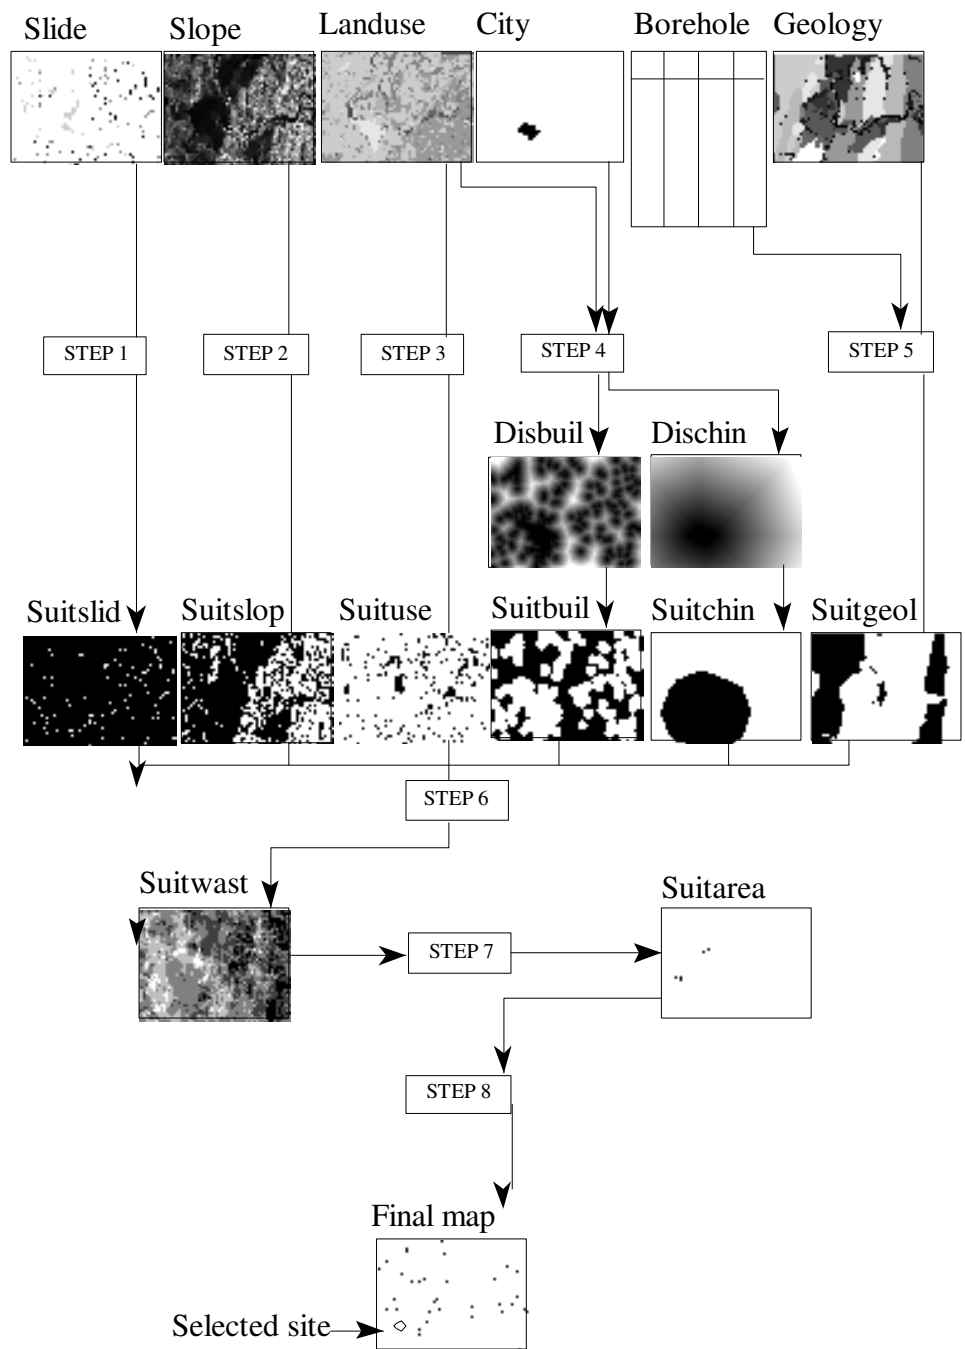 Slide
Slope
Landuse
City
Borehole
Geology
STEP 1
STEP 2
STEP 3
STEP 4
STEP 5
Disbuil
Dischin
Suitslid
Suitslop
Suituse
Suitbuil
Suitchin
Suitgeol
STEP 6
Suitwast
Suitarea
STEP 7
STEP 8
Final map
Selected site